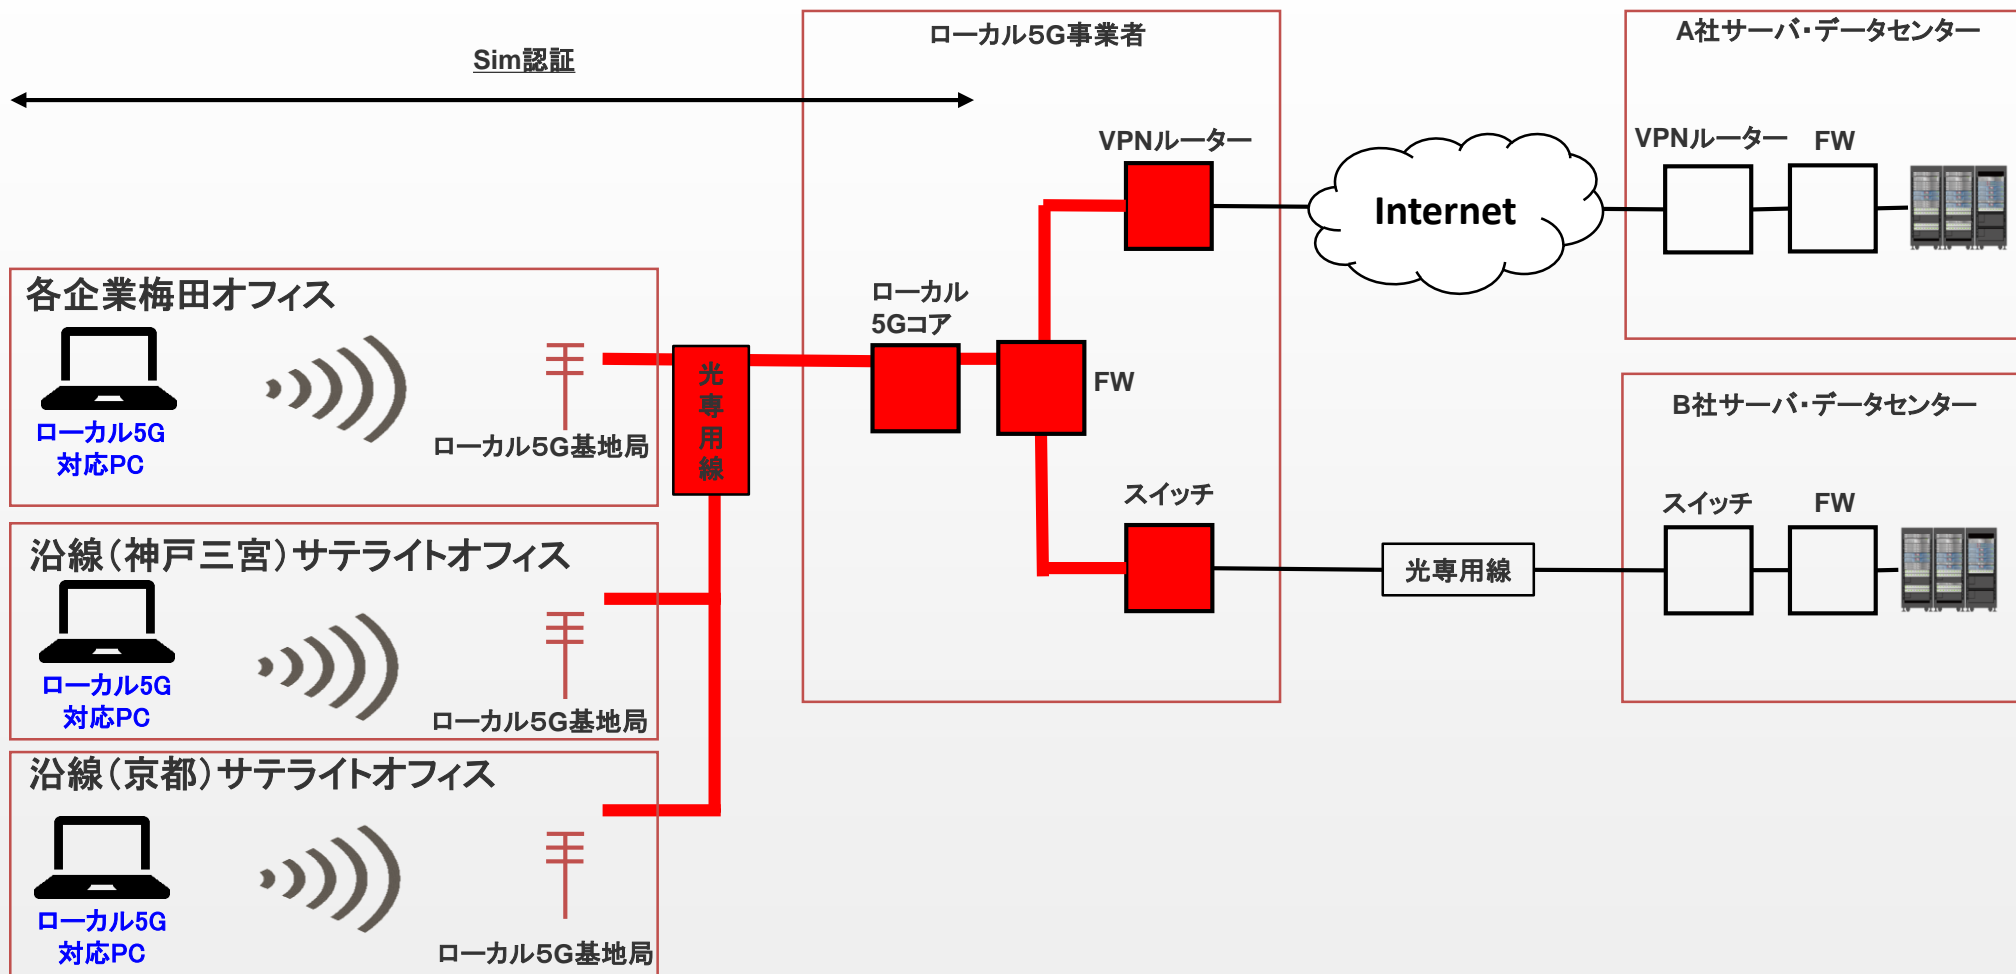 Sim認証
ローカル5G事業者
A社サーバ・データセンター
VPNルーター
Internet
VPNルーター
FW
各企業梅田オフィス
ローカル5G
対応PC
ローカル5G基地局
光
専
用
線
ローカル
5Gコア
FW
B社サーバ・データセンター
スイッチ
光専用線
スイッチ
FW
沿線（神戸三宮）サテライトオフィス
ローカル5G
対応PC
ローカル5G基地局
沿線（京都）サテライトオフィス
ローカル5G
対応PC
ローカル5G基地局